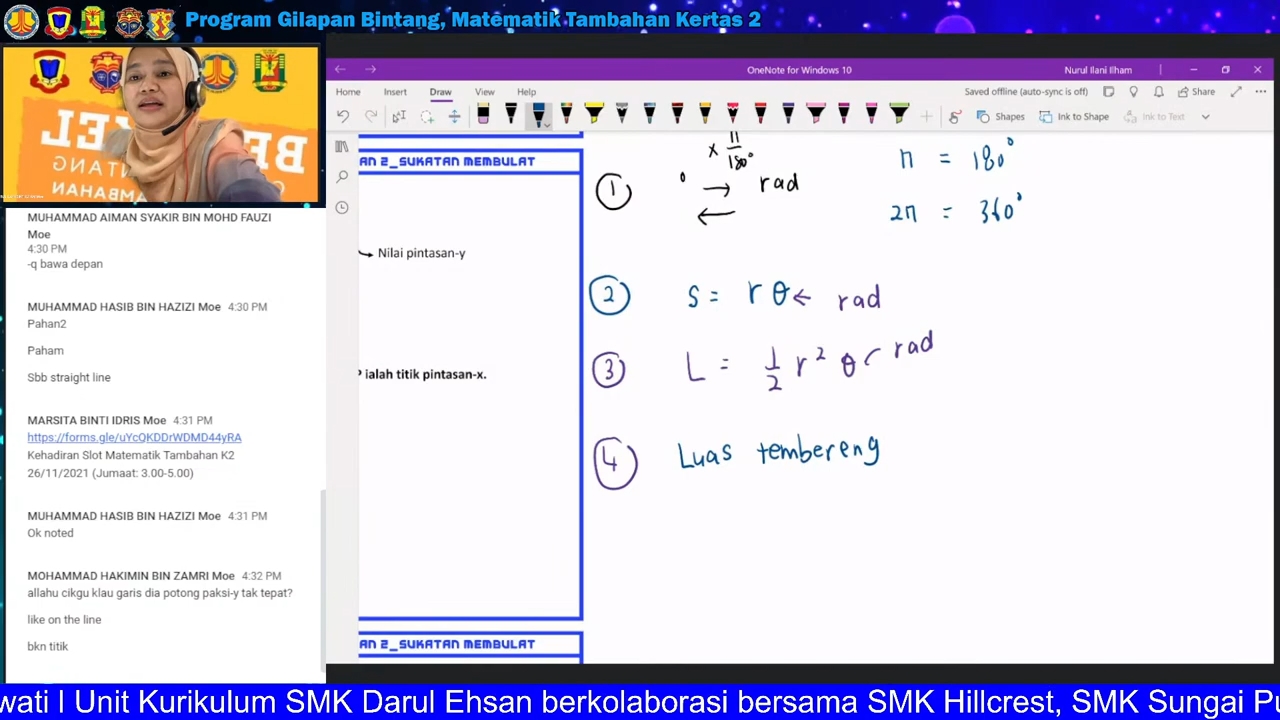 Program Gilapan Bintang, Matematik Tambahan Kertas 2
OneNote for Windows 10
Nurul Ilani Ilham
Home Insert Draw View Help
Saved offline (auto-sync is off)
Share
Shapes
Ink to Shape
Ink to Text
MUHAMMAD AIMAN SYAKIR BIN MOHD FAUZI
Moe
4:30 PM
-q bawa depan
MUHAMMAD HASIB BIN HAZIZI Moe 4:30 PM
Pahan2
Paham
Sbb straight line
MARSITA BINTI IDRIS Moe 4:31 PM
https://forms.gle/uYcQKDDrWDMD44yRA
Kehadiran Slot Matematik Tambahan K2
26/11/2021 (Jumaat: 3.00-5.00)
MUHAMMAD HASIB BIN HAZIZI Moe 4:31 PM
Ok noted
MOHAMMAD HAKIMIN BIN ZAMRI Moe 4:32 PM
allahu cikgu klau garis dia potong paksi-y tak tepat?
like on the line
bkn titik
AN 2_SUKATAN MEMBULAT
Nilai pintasan-y
P ialah titik pintasan-x.
AN 2_SUKATAN MEMBULAT
× π/180°
① ° → rad
←
π = 180°
2π = 360°
② s = rθ ← rad
③ L = 1/2 r² θ rad
④ Luas tembereng
wati l Unit Kurikulum SMK Darul Ehsan berkolaborasi bersama SMK Hillcrest, SMK Sungai Pu